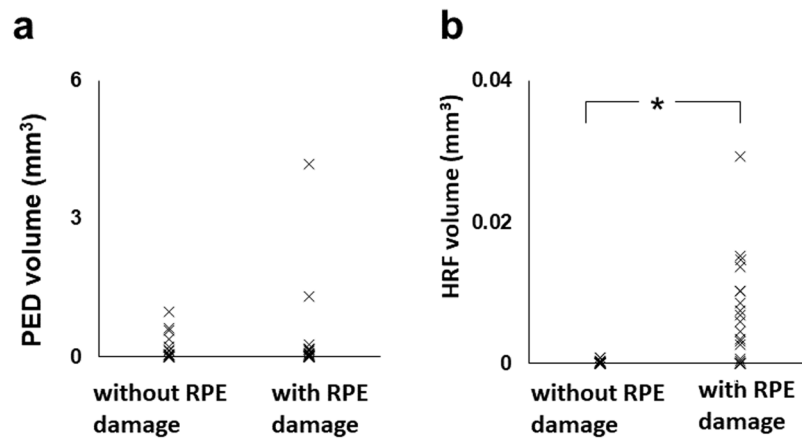 a
b
6
3
0
PED volume (mm³)
without RPE
damage
with RPE
damage
0.04
0.02
0
HRF volume (mm³)
*
without RPE
damage
with RPE
damage